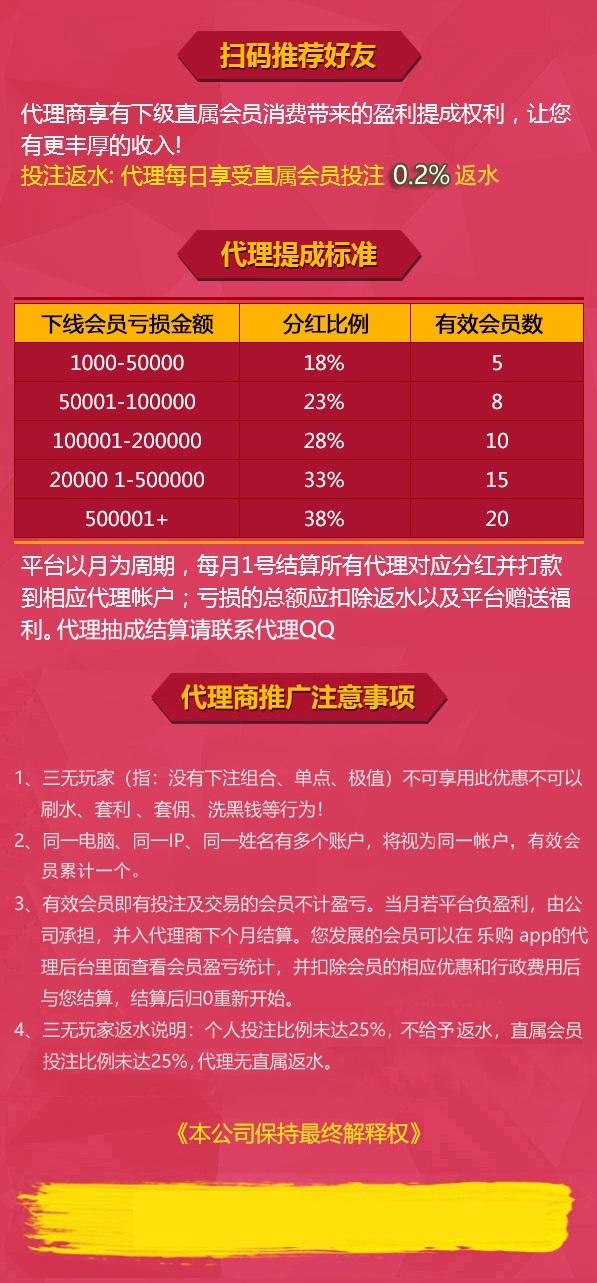 扫码推荐好友
代理商享有下级直属会员消费带来的盈利提成权利，让您
有更丰厚的收入!
投注返水: 代理每日享受直属会员投注 0.2% 返水
代理提成标准
下线会员亏损金额 分红比例 有效会员数
1000-50000 18% 5
50001-100000 23% 8
100001-200000 28% 10
20000 1-500000 33% 15
500001+ 38% 20
平台以月为周期，每月1号结算所有代理对应分红并打款
到相应代理帐户；亏损的总额应扣除返水以及平台赠送福
利。代理抽成结算请联系代理QQ
代理商推广注意事项
1、三无玩家（指：没有下注组合、单点、极值）不可享用此优惠不可以
刷水、套利 、套佣、洗黑钱等行为！
2、同一电脑、同一IP、同一姓名有多个账户，将视为同一帐户，有效会
员累计一个。
3、有效会员即有投注及交易的会员不计盈亏。当月若平台负盈利，由公
司承担，并入代理商下个月结算。您发展的会员可以在 乐购 app的代
理后台里面查看会员盈亏统计，并扣除会员的相应优惠和行政费用后
与您结算，结算后归0重新开始。
4、三无玩家返水说明：个人投注比例未达25%，不给予返水，直属会员
投注比例未达25%，代理无直属返水。
《本公司保持最终解释权》